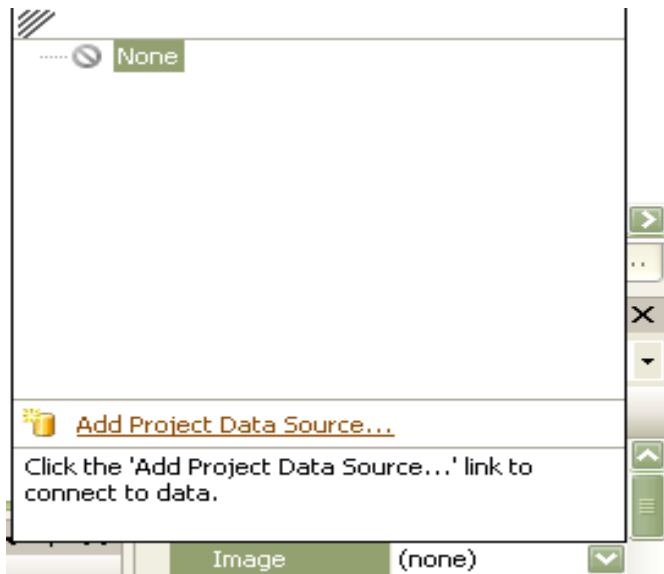 None
Add Project Data Source...
Click the 'Add Project Data Source...' link to
connect to data.
Image (none)